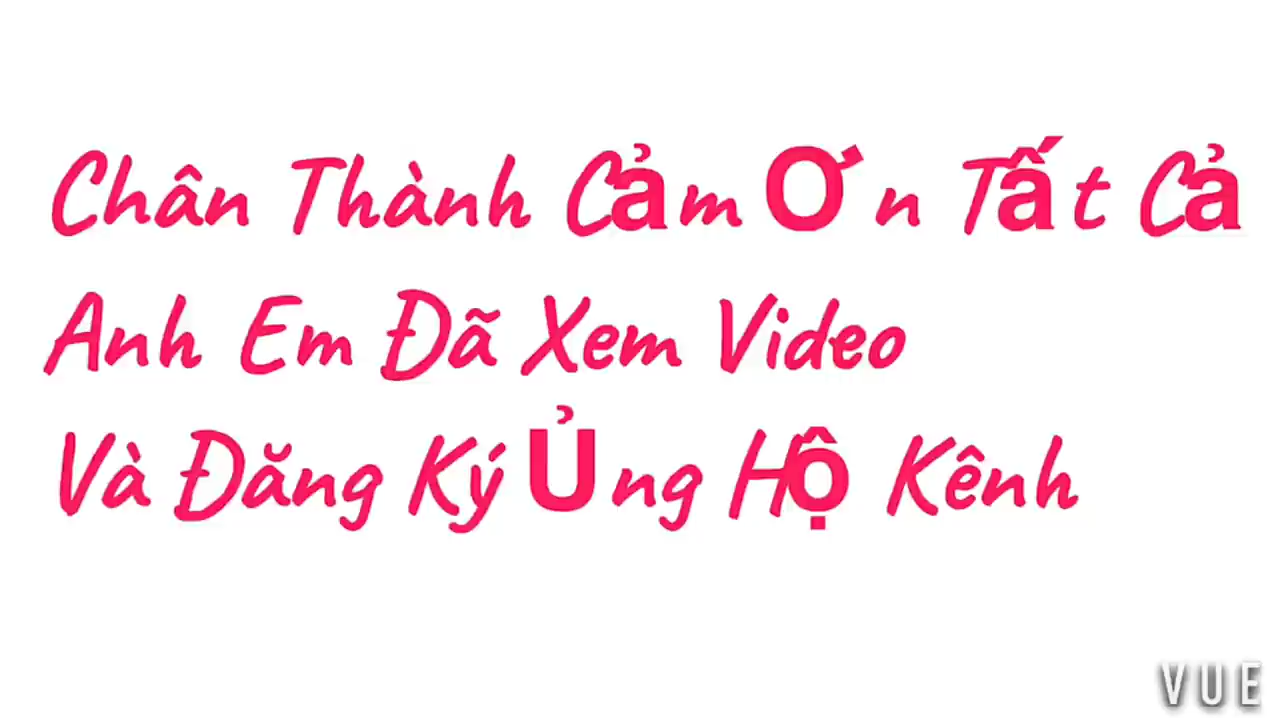 Chân Thành Cảm Ơn Tất Cả
Anh Em Đã Xem Video
Và Đăng Ký Ủng Hộ Kênh
VUE